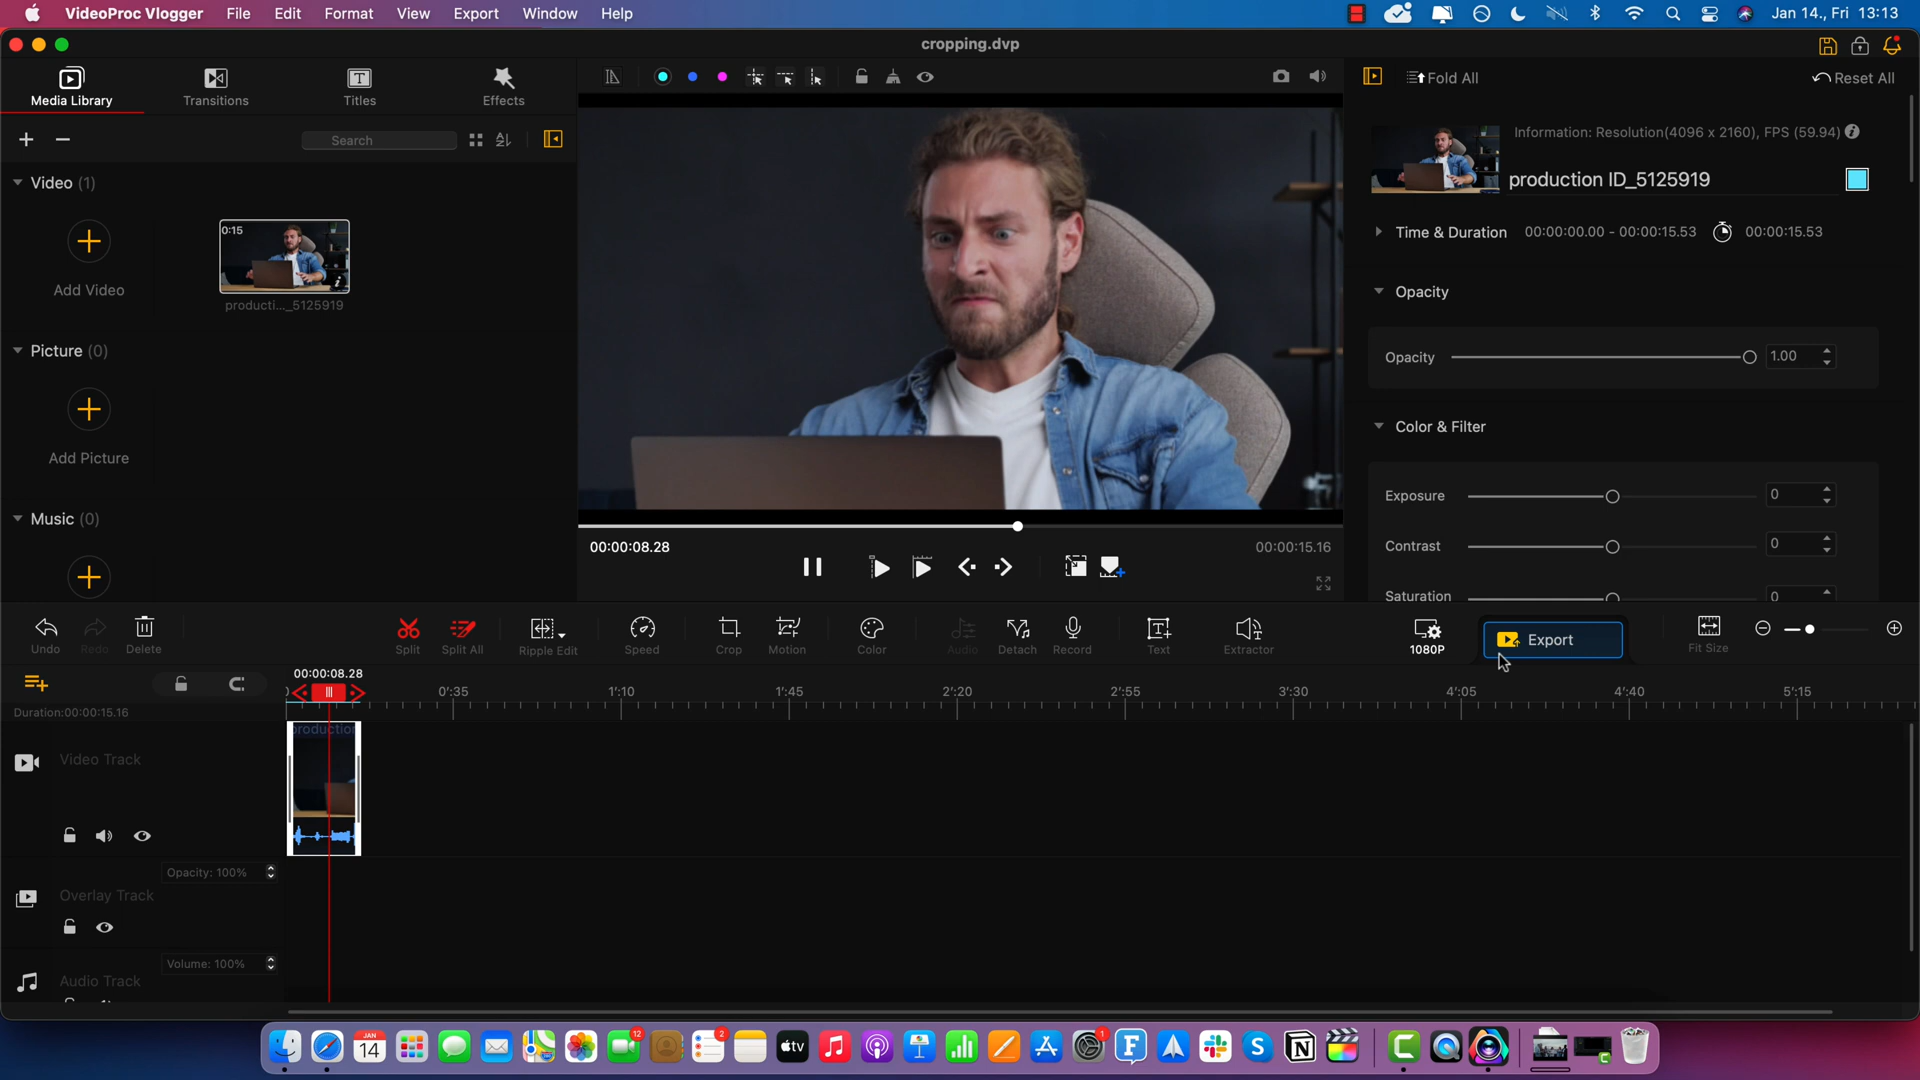 VideoProc Vlogger File Edit Format View Export Window Help
Jan 14., Fri 13:13
cropping.dvp
Media Library Transitions Titles Effects
Fold All
Reset All
Search
Information: Resolution(4096 x 2160), FPS (59.94)
production ID_5125919
Video (1)
0:15
Add Video
producti..._5125919
Time & Duration 00:00:00.00 - 00:00:15.53 00:00:15.53
Opacity
Picture (0)
Opacity 1.00
Add Picture
Color & Filter
Exposure 0
Music (0)
00:00:08.28
00:00:15.16
Contrast 0
Saturation 0
Undo Redo Delete Split Split All Ripple Edit Speed Crop Motion Color Audio Detach Record Text Extractor 1080P Export Fit Size
00:00:08.28
0':35 1':10 1':45 2':20 2':55 3':30 4':05 4':40 5':15
Duration:00:00:15.16
production
Video Track
Opacity: 100%
Overlay Track
Volume: 100%
Audio Track
JAN
14
12
2
tv
1